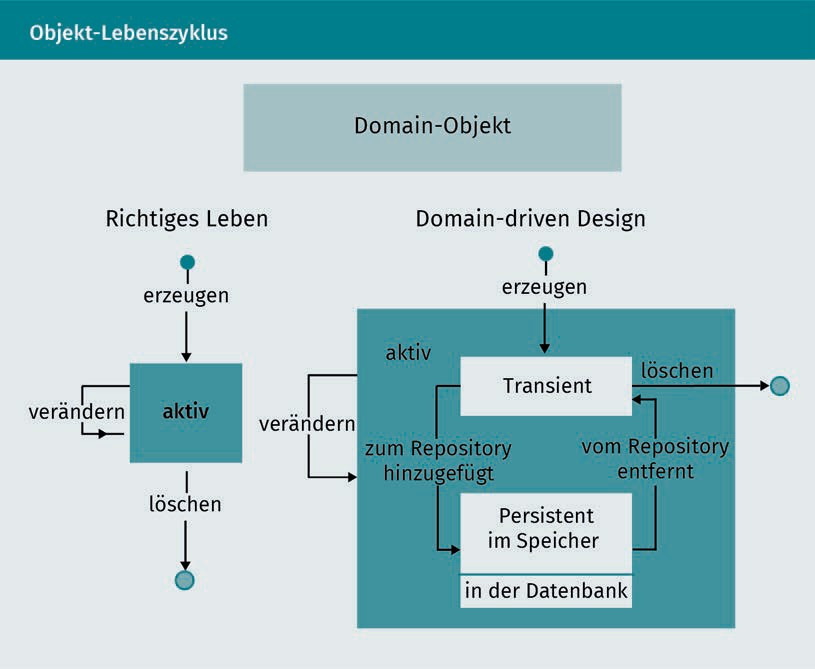 Objekt-Lebenszyklus
Domain-Objekt
Richtiges Leben
erzeugen
verändern
aktiv
löschen
Domain-driven Design
erzeugen
aktiv
Transient
löschen
verändern
zum Repository
hinzugefügt
vom Repository
entfernt
Persistent
im Speicher
in der Datenbank